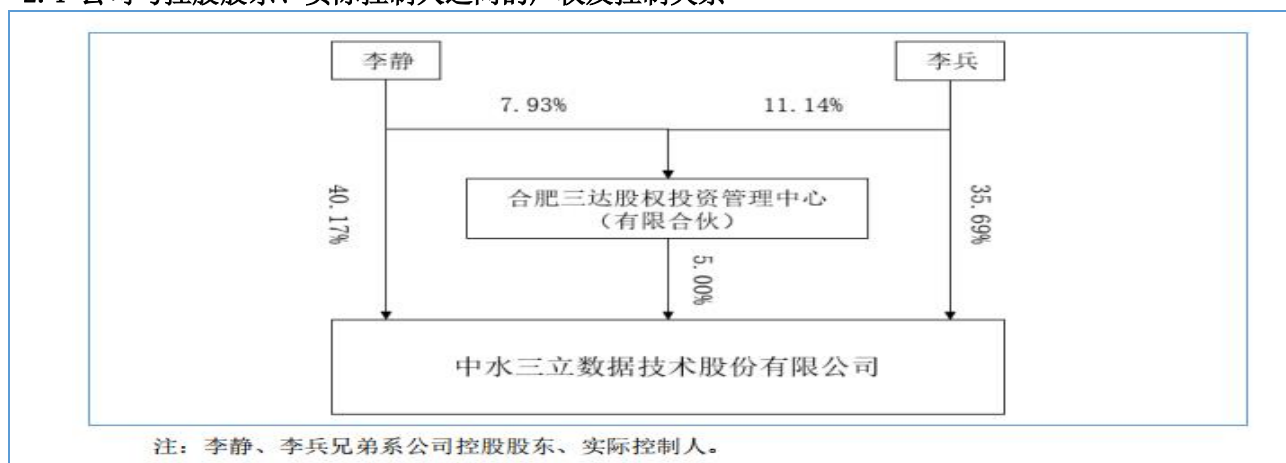 李静
李兵
7.93%
11.14%
40.17%
合肥三达股权投资管理中心
（有限合伙）
35.69%
5.00%
中水三立数据技术股份有限公司
注：李静、李兵兄弟系公司控股股东、实际控制人。